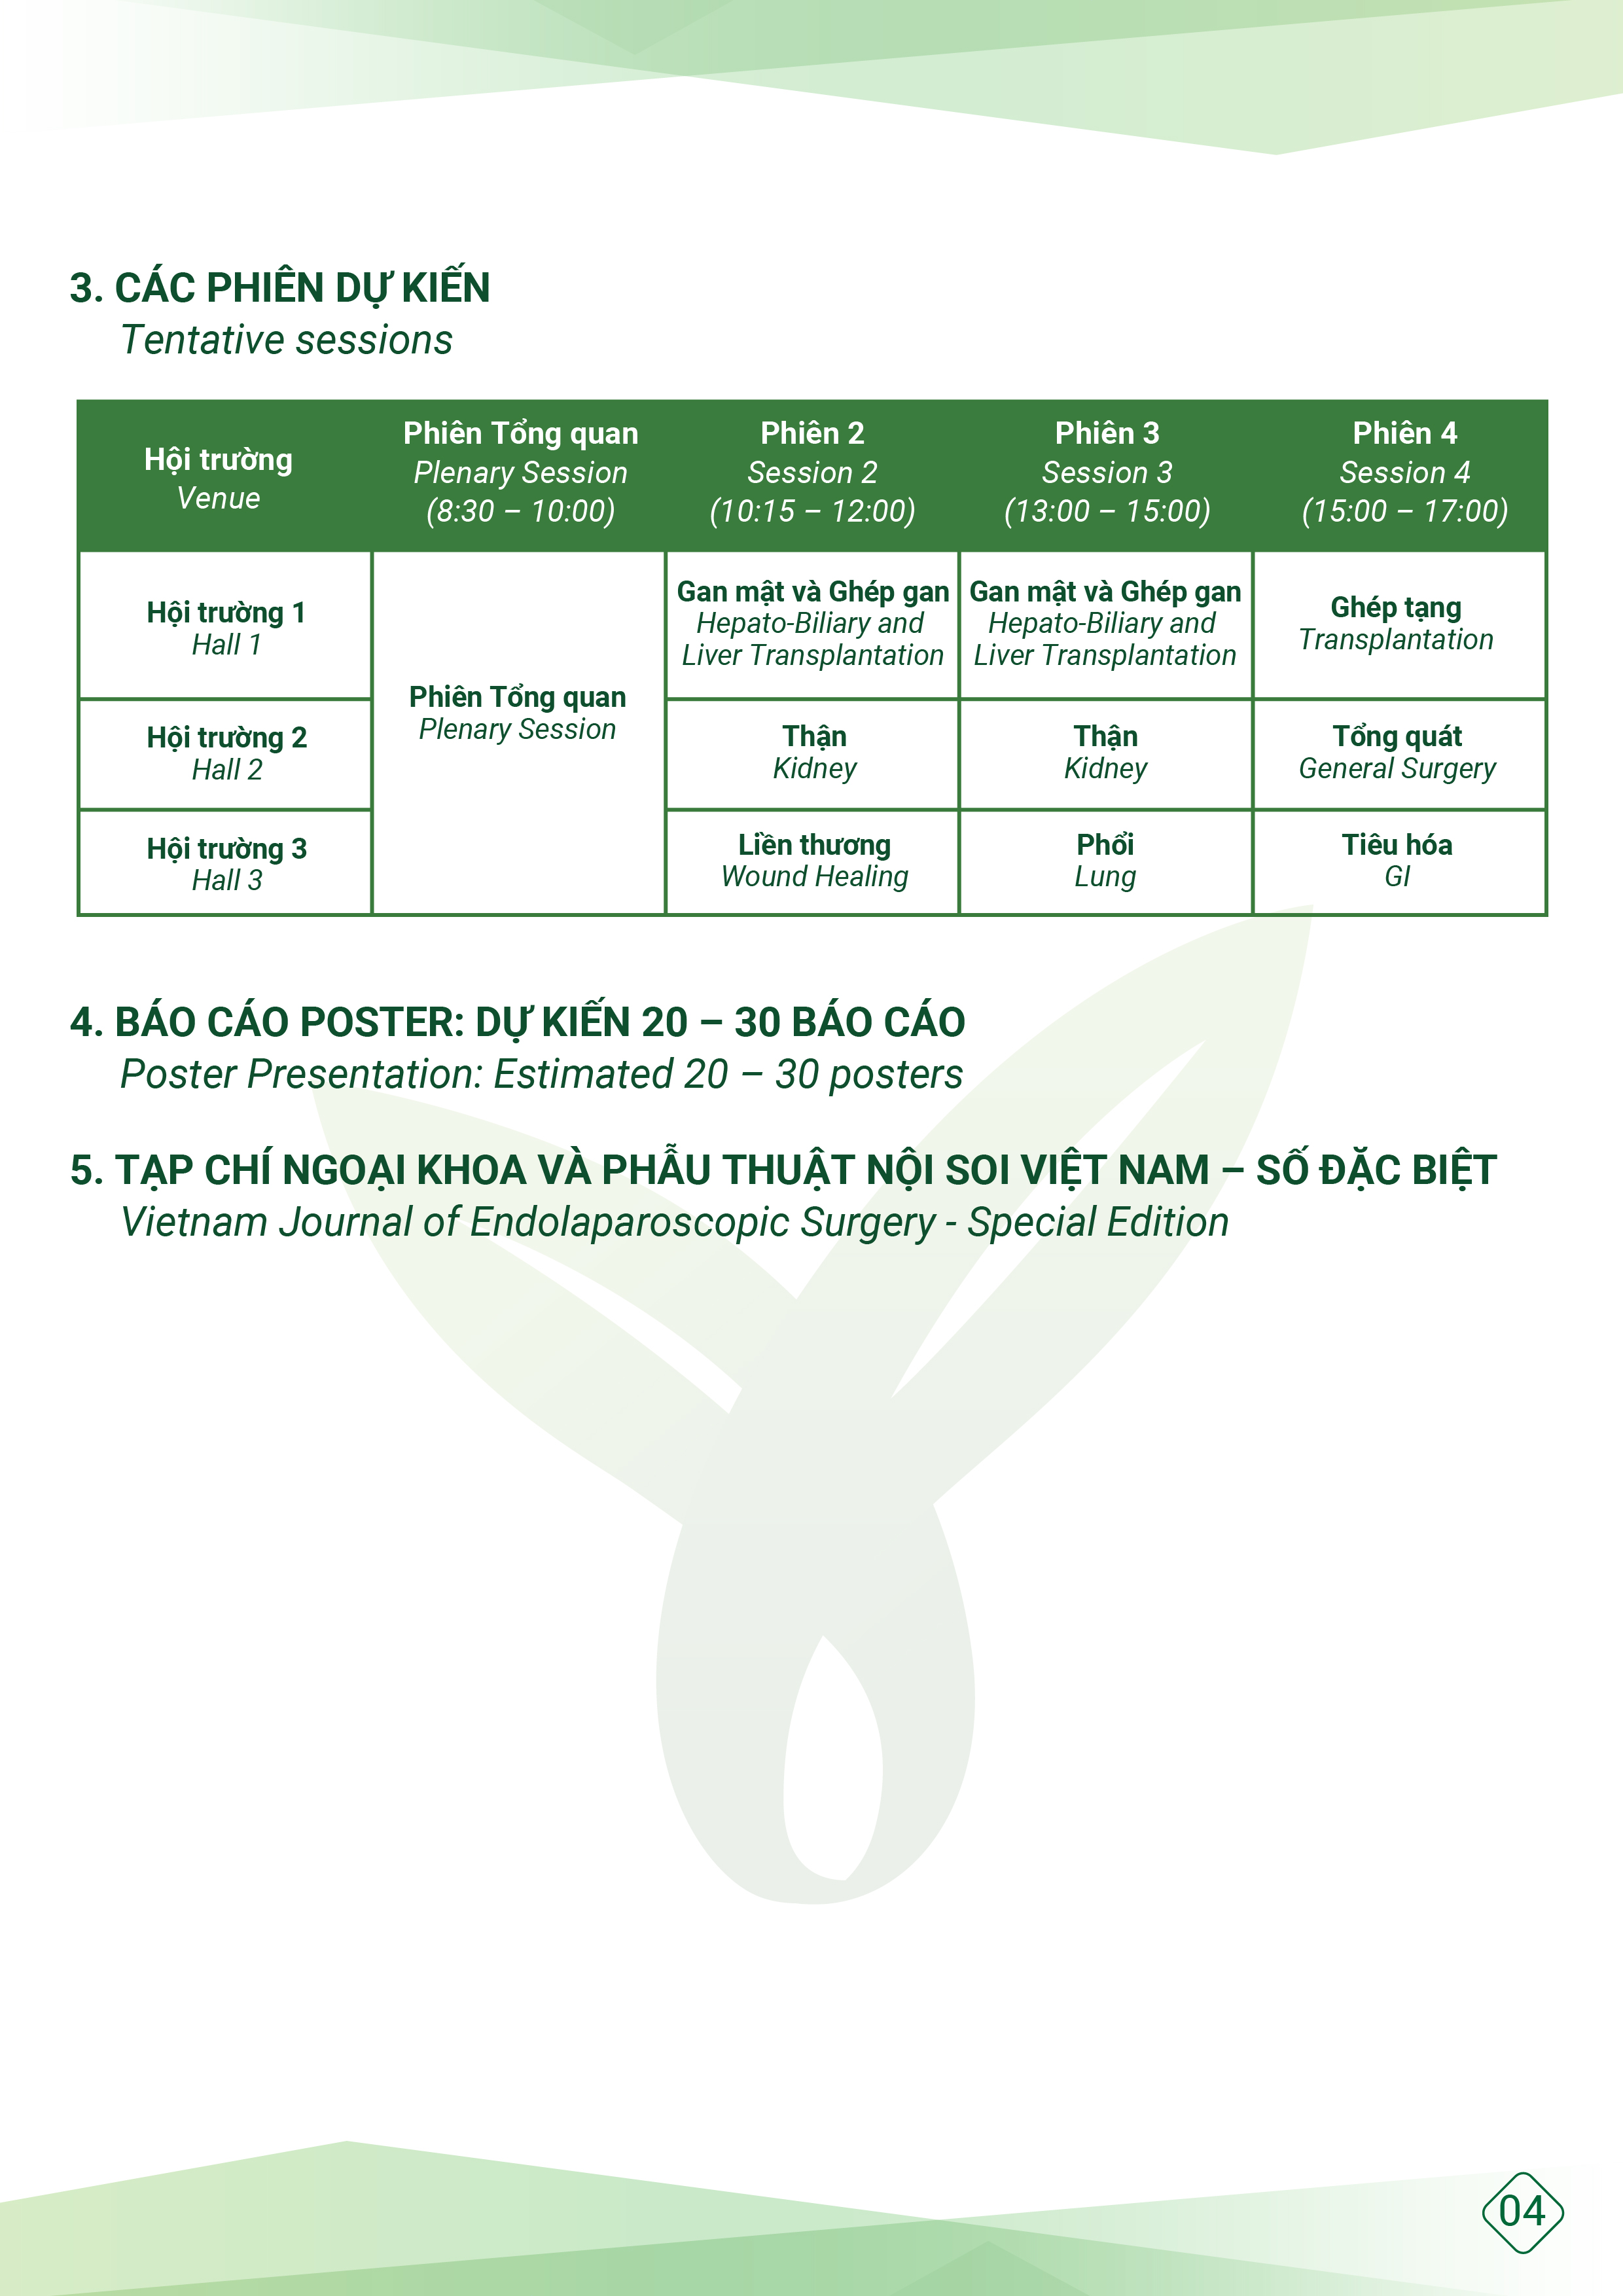 3. CÁC PHIÊN DỰ KIẾN
Tentative sessions
Hội trường
Venue
Phiên Tổng quan
Plenary Session
(8:30 – 10:00)
Phiên 2
Session 2
(10:15 – 12:00)
Phiên 3
Session 3
(13:00 – 15:00)
Phiên 4
Session 4
(15:00 – 17:00)
Hội trường 1
Hall 1
Phiên Tổng quan
Plenary Session
Gan mật và Ghép gan
Hepato-Biliary and
Liver Transplantation
Gan mật và Ghép gan
Hepato-Biliary and
Liver Transplantation
Ghép tạng
Transplantation
Hội trường 2
Hall 2
Thận
Kidney
Thận
Kidney
Tổng quát
General Surgery
Hội trường 3
Hall 3
Liền thương
Wound Healing
Phổi
Lung
Tiêu hóa
GI
4. BÁO CÁO POSTER: DỰ KIẾN 20 – 30 BÁO CÁO
Poster Presentation: Estimated 20 – 30 posters
5. TẠP CHÍ NGOẠI KHOA VÀ PHẪU THUẬT NỘI SOI VIỆT NAM – SỐ ĐẶC BIỆT
Vietnam Journal of Endolaparoscopic Surgery - Special Edition
04